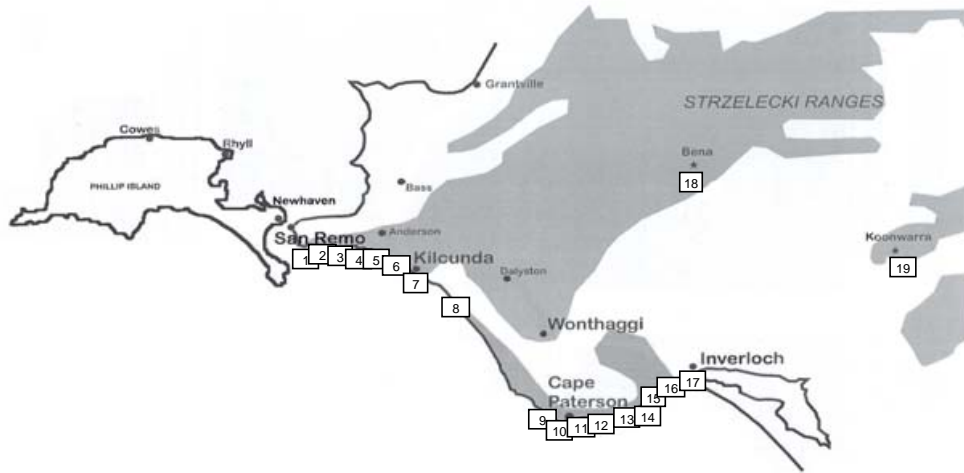 Grantville
STRZELECKI RANGES
Cowes
Rhyll
Bena
PHILLIP ISLAND
Bass
18
Newhaven
San Remo
Anderson
Koonwarra
1
2
3
4
5
6
Kilcunda
19
7
Dalyston
8
Wonthaggi
Inverloch
Cape
Paterson
9
10
11
12
13
14
15
16
17